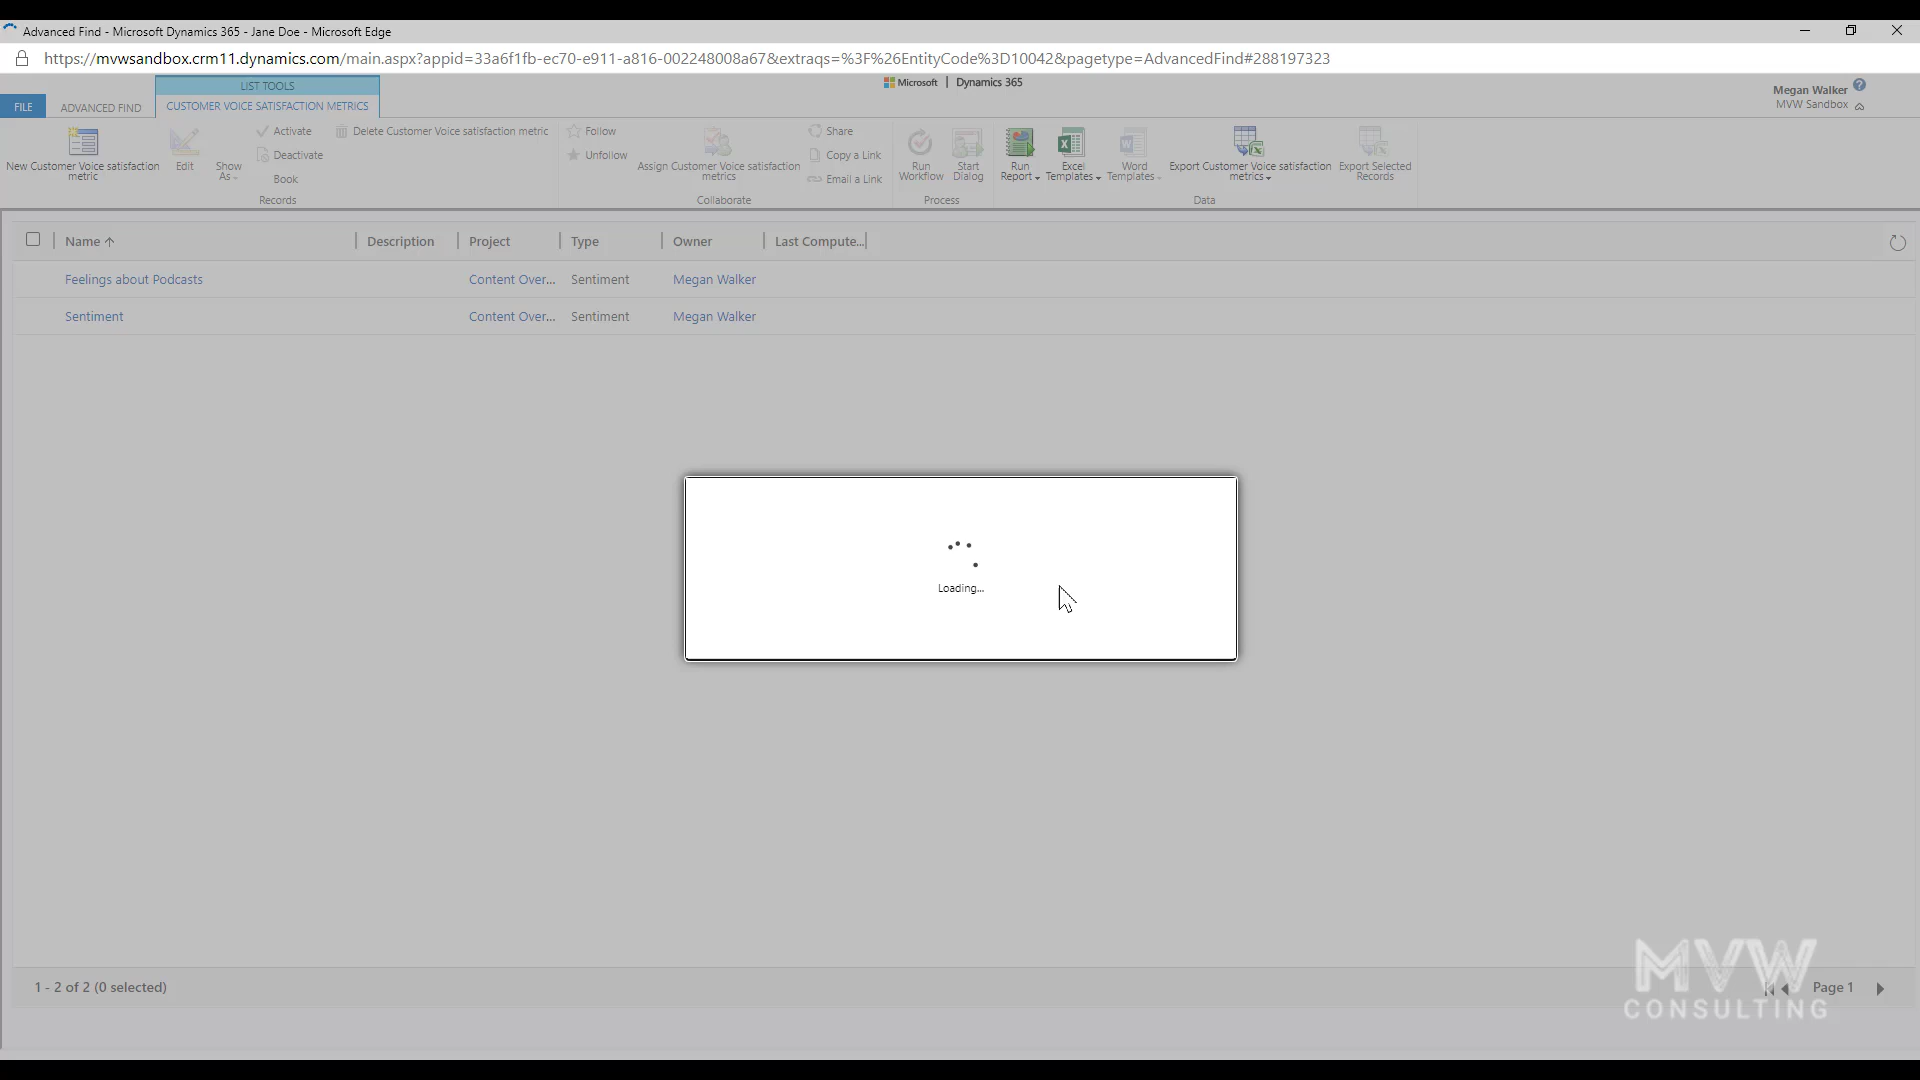 Advanced Find - Microsoft Dynamics 365 - Jane Doe - Microsoft Edge
https://mvwsandbox.crm11.dynamics.com/main.aspx?appid=33a6f1fb-ec70-e911-a816-002248008a67&extraqs=%3F%26EntityCode%3D10042&pagetype=AdvancedFind#288197323
LIST TOOLS
Microsoft | Dynamics 365
Megan Walker
MVW Sandbox
FILE ADVANCED FIND CUSTOMER VOICE SATISFACTION METRICS
New Customer Voice satisfaction
metric
Edit
Show
As
Activate
Deactivate
Book
Delete Customer Voice satisfaction metric
Records
Follow
Unfollow
Assign Customer Voice satisfaction
metrics
Share
Copy a Link
Email a Link
Collaborate
Run
Workflow
Start
Dialog
Process
Run
Report
Excel
Templates
Word
Templates
Export Customer Voice satisfaction
metrics
Export Selected
Records
Data
Name Description Project Type Owner Last Compute...
Feelings about Podcasts Content Over... Sentiment Megan Walker
Sentiment Content Over... Sentiment Megan Walker
Loading...
1 - 2 of 2 (0 selected)
Page 1
MVW
CONSULTING